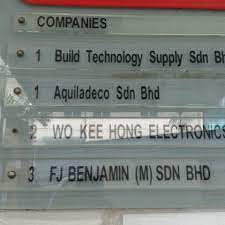 COMPANIES
1 Build Technology Supply Sdn Bh
1 Aquiladeco Sdn Bhd
2 WO KEE HONG ELECTRONICS
3 FJ BENJAMIN (M) SDN BHD